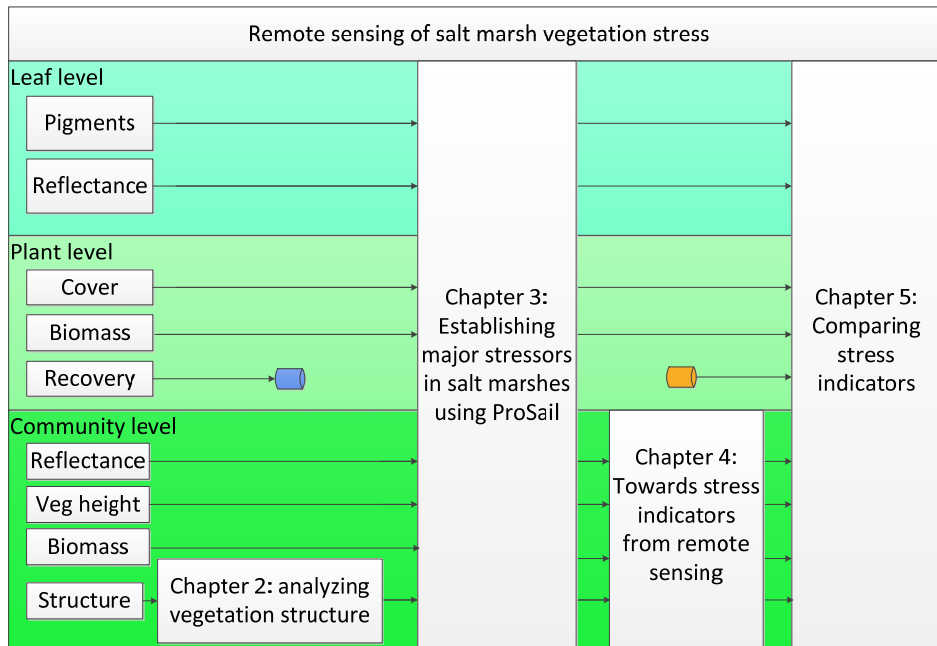 Remote sensing of salt marsh vegetation stress
Leaf level
Pigments
Reflectance
Plant level
Cover
Biomass
Recovery
Community level
Reflectance
Veg height
Biomass
Structure
Chapter 2: analyzing
vegetation structure
Chapter 3:
Establishing
major stressors
in salt marshes
using ProSail
Chapter 4:
Towards stress
indicators
from remote
sensing
Chapter 5:
Comparing
stress
indicators